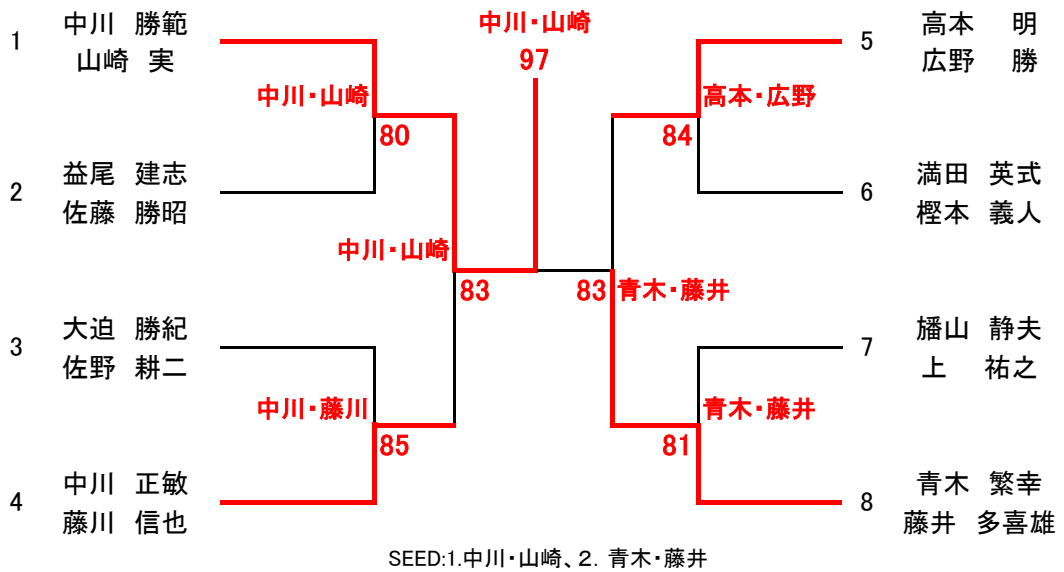 中川・山崎
97
1
中川 勝範
山崎 実
中川・山崎
80
2
益尾 建志
佐藤 勝昭
中川・山崎
83
3
大迫 勝紀
佐野 耕二
中川・藤川
85
4
中川 正敏
藤川 信也
5
高本 明
広野 勝
高本・広野
84
6
満田 英式
樫本 義人
83
青木・藤井
7
旙山 静夫
上 祐之
青木・藤井
81
8
青木 繁幸
藤井 多喜雄
SEED:1.中川・山崎、2. 青木・藤井